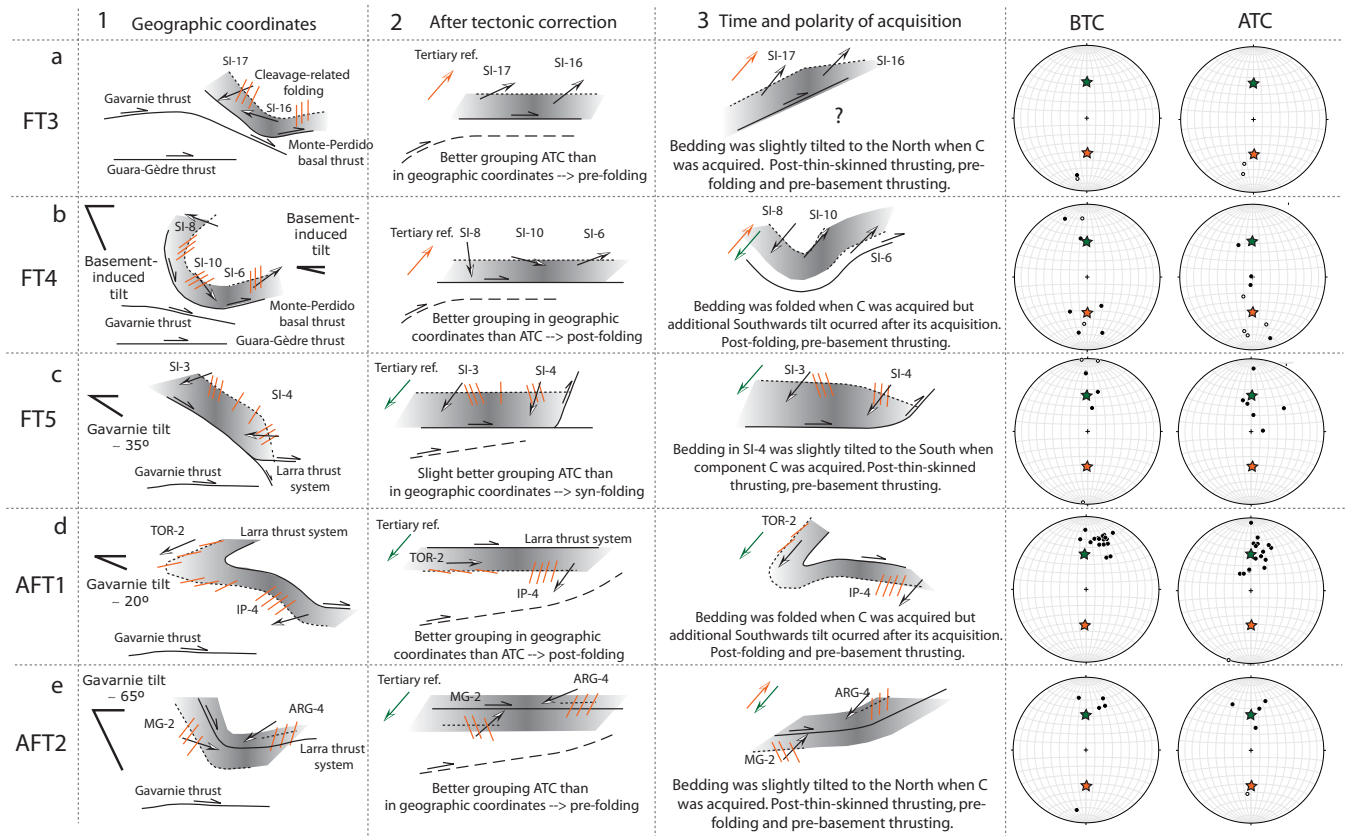 1 Geographic coordinates
2 After tectonic correction
3 Time and polarity of acquisition
BTC
ATC
a
FT3
SI-17
Cleavage-related
folding
SI-16
Gavarnie thrust
Monte-Perdido
basal thrust
Guara-Gèdre thrust
Tertiary ref.
SI-17
SI-16
Better grouping ATC than
in geographic coordinates --> pre-folding
SI-17
SI-16
?
Bedding was slightly tilted to the North when C
was acquired. Post-thin-skinned thrusting, pre-
folding and pre-basement thrusting.
b
FT4
SI-8
Basement-
induced
tilt
Basement-
induced
tilt
SI-10
SI-6
Monte-Perdido
basal thrust
Gavarnie thrust
Guara-Gèdre thrust
Tertiary ref.
SI-8
SI-10
SI-6
Better grouping in geographic
coordinates than ATC --> post-folding
SI-8
SI-10
SI-6
Bedding was folded when C was acquired but
additional Southwards tilt ocurred after its acquisition.
Post-folding, pre-basement thrusting.
c
FT5
SI-3
SI-4
Gavarnie tilt
~ 35º
Gavarnie thrust
Larra thrust
system
Tertiary ref.
SI-3
SI-4
Slight better grouping ATC than
in geographic coordinates --> syn-folding
SI-3
SI-4
Bedding in SI-4 was slightly tilted to the South when
component C was acquired. Post-thin-skinned
thrusting, pre-basement thrusting.
d
AFT1
TOR-2
Larra thrust system
Gavarnie tilt
~ 20º
IP-4
Gavarnie thrust
Tertiary ref.
Larra thrust system
TOR-2
IP-4
Better grouping in geographic
coordinates than ATC --> post-folding
TOR-2
IP-4
Bedding was folded when C was acquired but
additional Southwards tilt ocurred after its acquisition.
Post-folding and pre-basement thrusting.
e
AFT2
Gavarnie tilt
~ 65º
MG-2
ARG-4
Larra thrust
system
Gavarnie thrust
Tertiary ref.
MG-2
ARG-4
Better grouping ATC than
in geographic coordinates --> pre-folding
ARG-4
MG-2
Bedding was slightly tilted to the North when C
was acquired. Post-thin-skinned thrusting, pre-
folding and pre-basement thrusting.